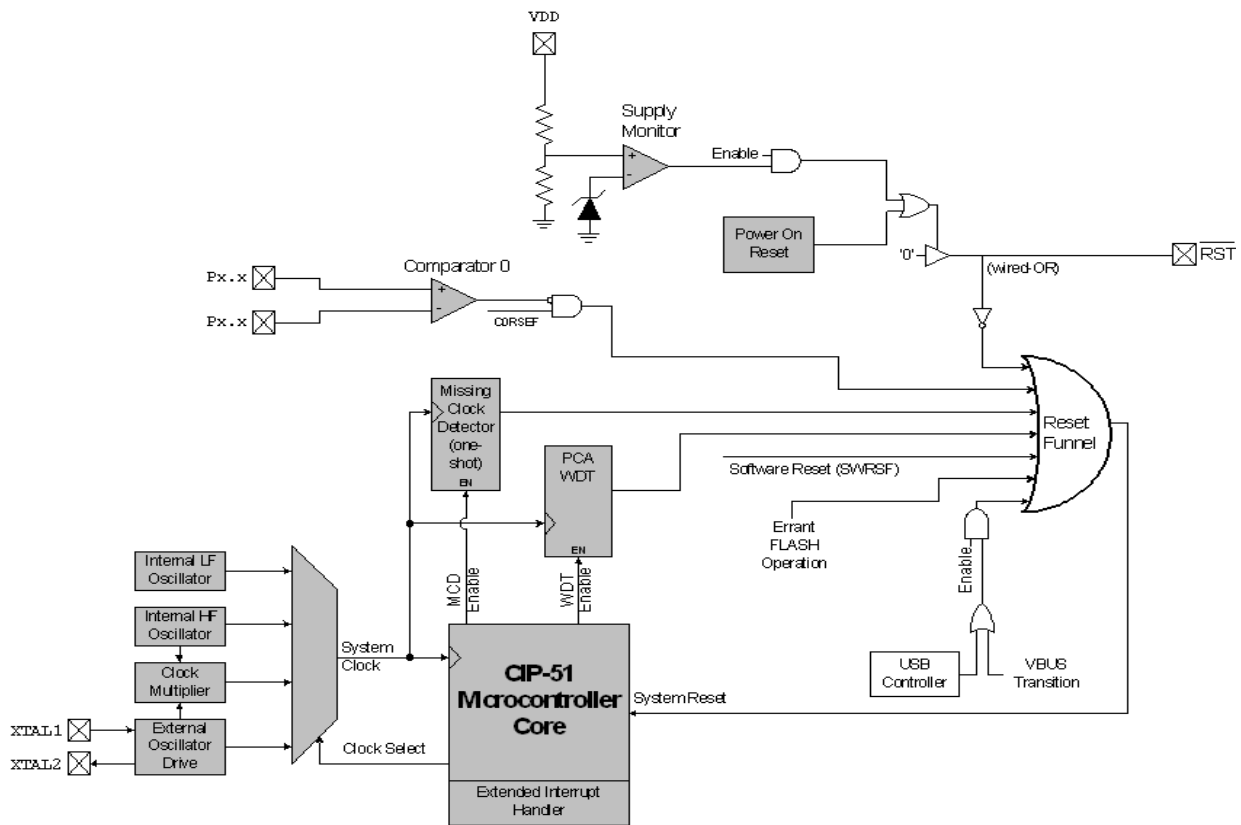 VDD
Supply
Monitor
+
-
Enable
Power On
Reset
'0'
(wired-OR)
RST
Px.x
Px.x
Comparator 0
+
-
C0RSEF
Missing
Clock
Detector
(one-
shot)
EN
PCA
WDT
EN
Reset
Funnel
Software Reset (SWRSF)
Errant
FLASH
Operation
Enable
USB
Controller
VBUS
Transition
Internal LF
Oscillator
Internal HF
Oscillator
Clock
Multiplier
External
Oscillator
Drive
XTAL1
XTAL2
System
Clock
Clock Select
MCD
Enable
WDT
Enable
CIP-51
Microcontroller
Core
System Reset
Extended Interrupt
Handler